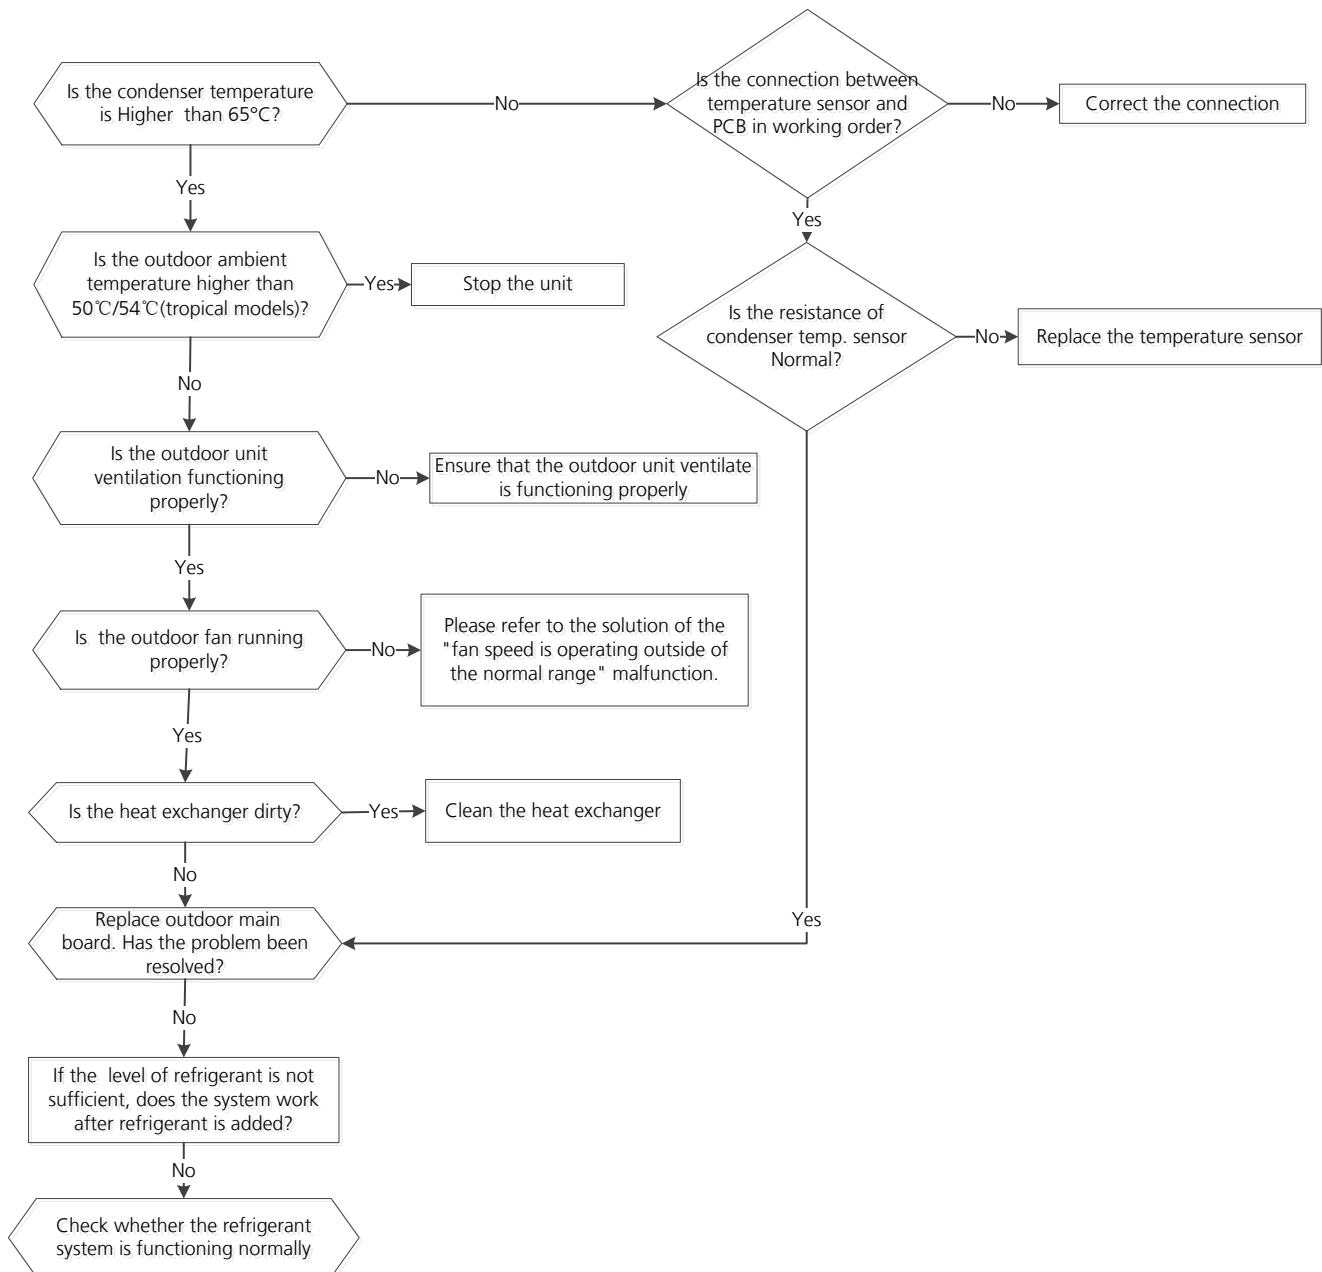 Is the condenser temperature
is Higher than 65°C?
No
Is the connection between
temperature sensor and
PCB in working order?
No
Correct the connection
Yes
Yes
Is the outdoor ambient
temperature higher than
50℃/54℃(tropical models)?
Yes
Stop the unit
Is the resistance of
condenser temp. sensor
Normal?
No
Replace the temperature sensor
No
Is the outdoor unit
ventilation functioning
properly?
No
Ensure that the outdoor unit ventilate
is functioning properly
Yes
Is the outdoor fan running
properly?
No
Please refer to the solution of the
"fan speed is operating outside of
the normal range" malfunction.
Yes
Is the heat exchanger dirty?
Yes
Clean the heat exchanger
No
Yes
Replace outdoor main
board. Has the problem been
resolved?
No
If the level of refrigerant is not
sufficient, does the system work
after refrigerant is added?
No
Check whether the refrigerant
system is functioning normally